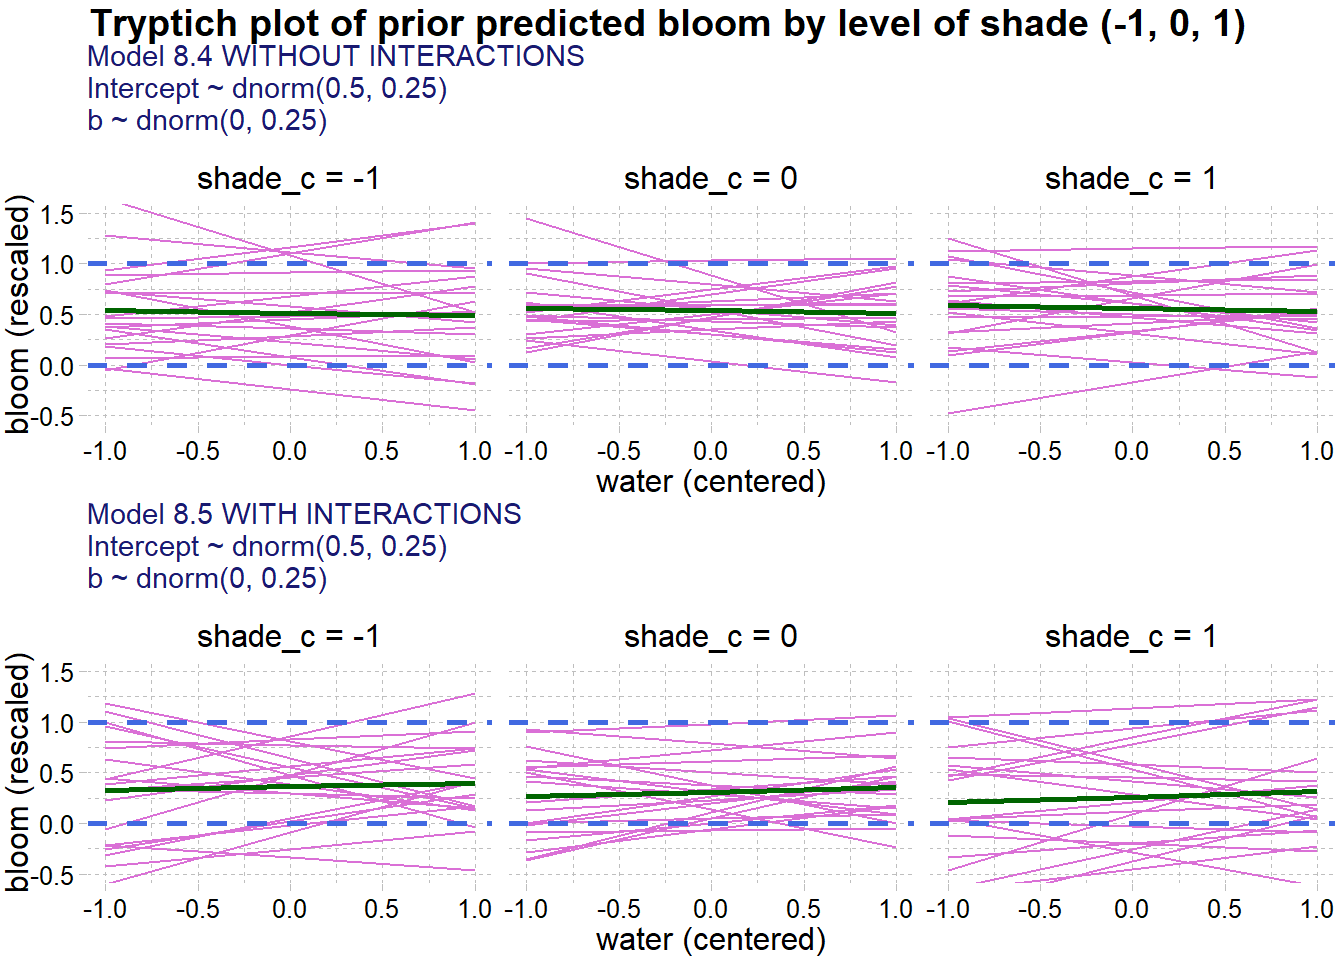 Tryptich plot of prior predicted bloom by level of shade (-1, 0, 1)
Model 8.4 WITHOUT INTERACTIONS
Intercept ~ dnorm(0.5, 0.25)
b ~ dnorm(0, 0.25)
shade_c = -1 shade_c = 0 shade_c = 1
bloom (rescaled)
1.5
1.0
0.5
0.0
-0.5
-1.0 -0.5 0.0 0.5 1.0 -1.0 -0.5 0.0 0.5 1.0 -1.0 -0.5 0.0 0.5 1.0
water (centered)
Model 8.5 WITH INTERACTIONS
Intercept ~ dnorm(0.5, 0.25)
b ~ dnorm(0, 0.25)
shade_c = -1 shade_c = 0 shade_c = 1
bloom (rescaled)
1.5
1.0
0.5
0.0
-0.5
-1.0 -0.5 0.0 0.5 1.0 -1.0 -0.5 0.0 0.5 1.0 -1.0 -0.5 0.0 0.5 1.0
water (centered)